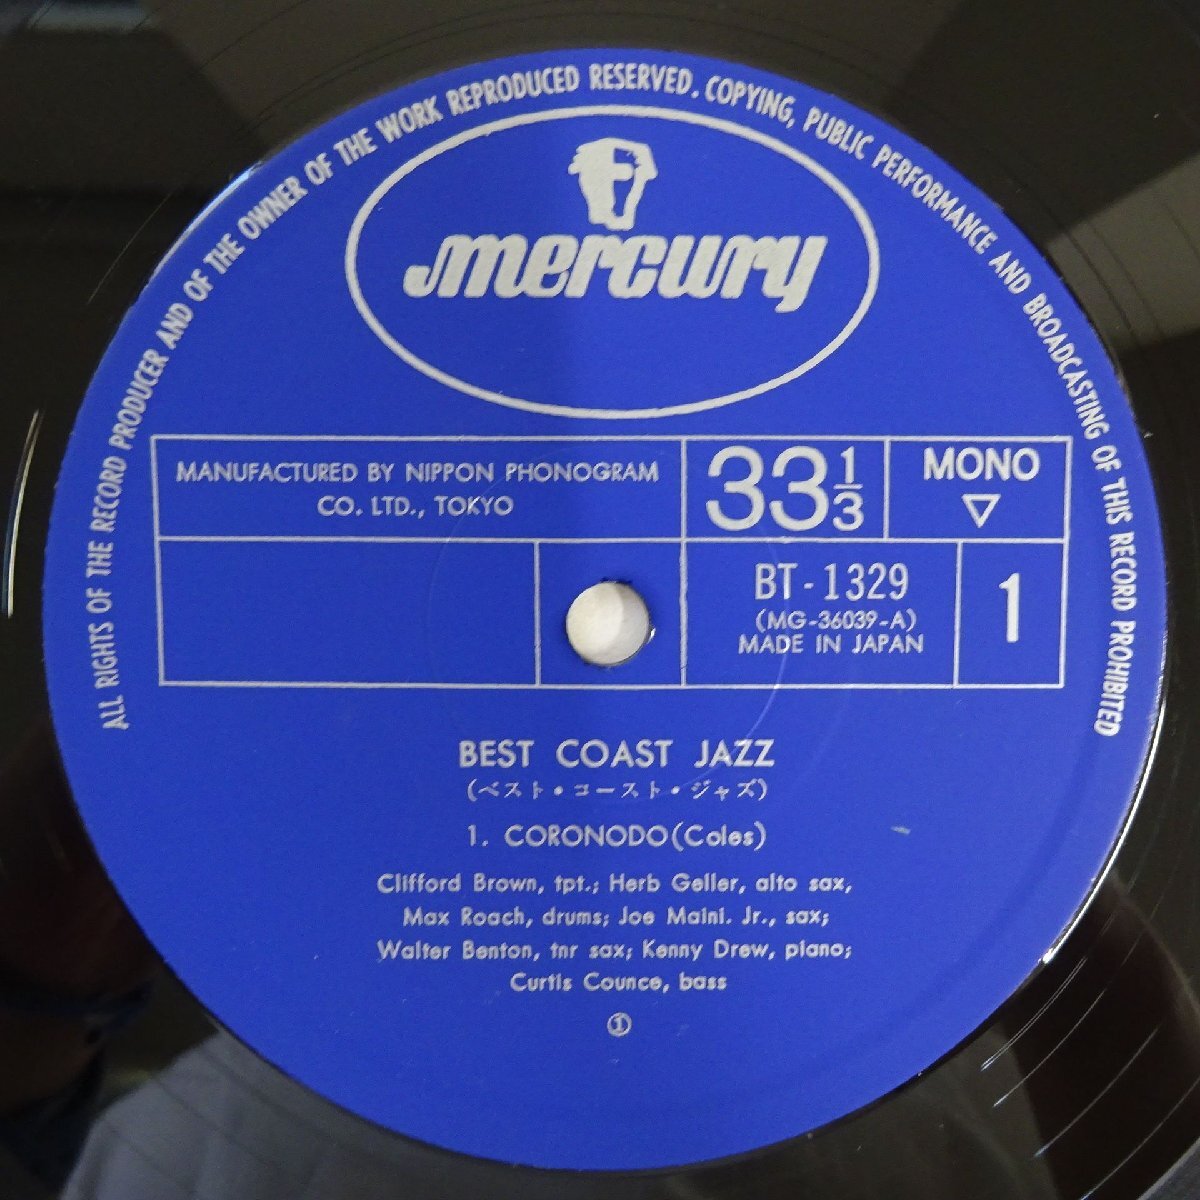 ALL RIGHTS OF THE RECORD PRODUCER AND OF THE OWNER OF THE WORK REPRODUCED RESERVED. COPYING, PUBLIC PERFORMANCE AND BROADCASTING OF THIS RECORD PROHIBITED
mercury
MANUFACTURED BY NIPPON PHONOGRAM
CO. LTD., TOKYO
33 1/3
MONO
▽
BT-1329
(MG-36039-A)
MADE IN JAPAN
1
BEST COAST JAZZ
(ベスト・コースト・ジャズ)
1. CORONODO(Coles)
Clifford Brown, tpt.; Herb Geller, alto sax,
Max Roach, drums; Joe Maini. Jr., sax;
Walter Benton, tnr sax; Kenny Drew, piano;
Curtis Counce, bass
①